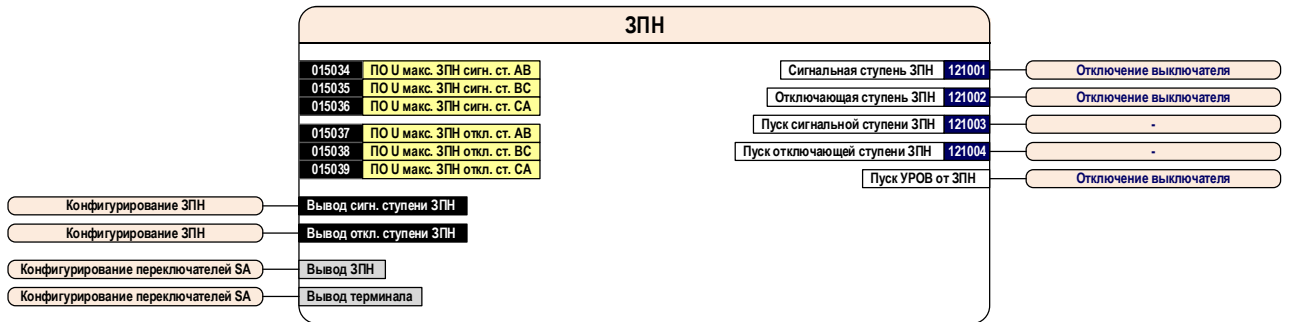 ЗПН
015034 ПО U макс. ЗПН сигн. ст. AB
015035 ПО U макс. ЗПН сигн. ст. BC
015036 ПО U макс. ЗПН сигн. ст. CA
015037 ПО U макс. ЗПН откл. ст. AB
015038 ПО U макс. ЗПН откл. ст. BC
015039 ПО U макс. ЗПН откл. ст. CA
Сигнальная ступень ЗПН 121001 Отключение выключателя
Отключающая ступень ЗПН 121002 Отключение выключателя
Пуск сигнальной ступени ЗПН 121003 -
Пуск отключающей ступени ЗПН 121004 -
Пуск УРОВ от ЗПН Отключение выключателя
Конфигурирование ЗПН Вывод сигн. ступени ЗПН
Конфигурирование ЗПН Вывод откл. ступени ЗПН
Конфигурирование переключателей SA Вывод ЗПН
Конфигурирование переключателей SA Вывод терминала